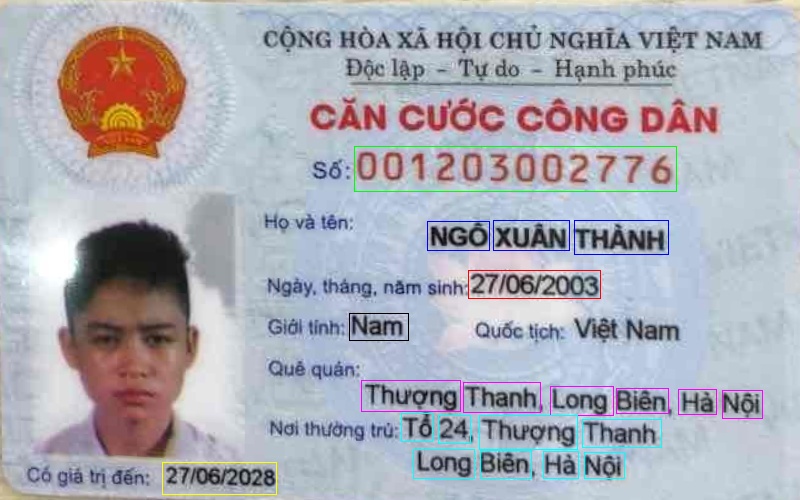 CỘNG HÒA XÃ HỘI CHỦ NGHĨA VIỆT NAM
Độc lập - Tự do - Hạnh phúc
CĂN CƯỚC CÔNG DÂN
Số: 001203002776
Họ và tên: NGÔ XUÂN THÀNH
Ngày, tháng, năm sinh: 27/06/2003
Giới tính: Nam Quốc tịch: Việt Nam
Quê quán:
Thượng Thanh, Long Biên, Hà Nội
Nơi thường trú: Tổ 24, Thượng Thanh
Long Biên, Hà Nội
Có giá trị đến: 27/06/2028